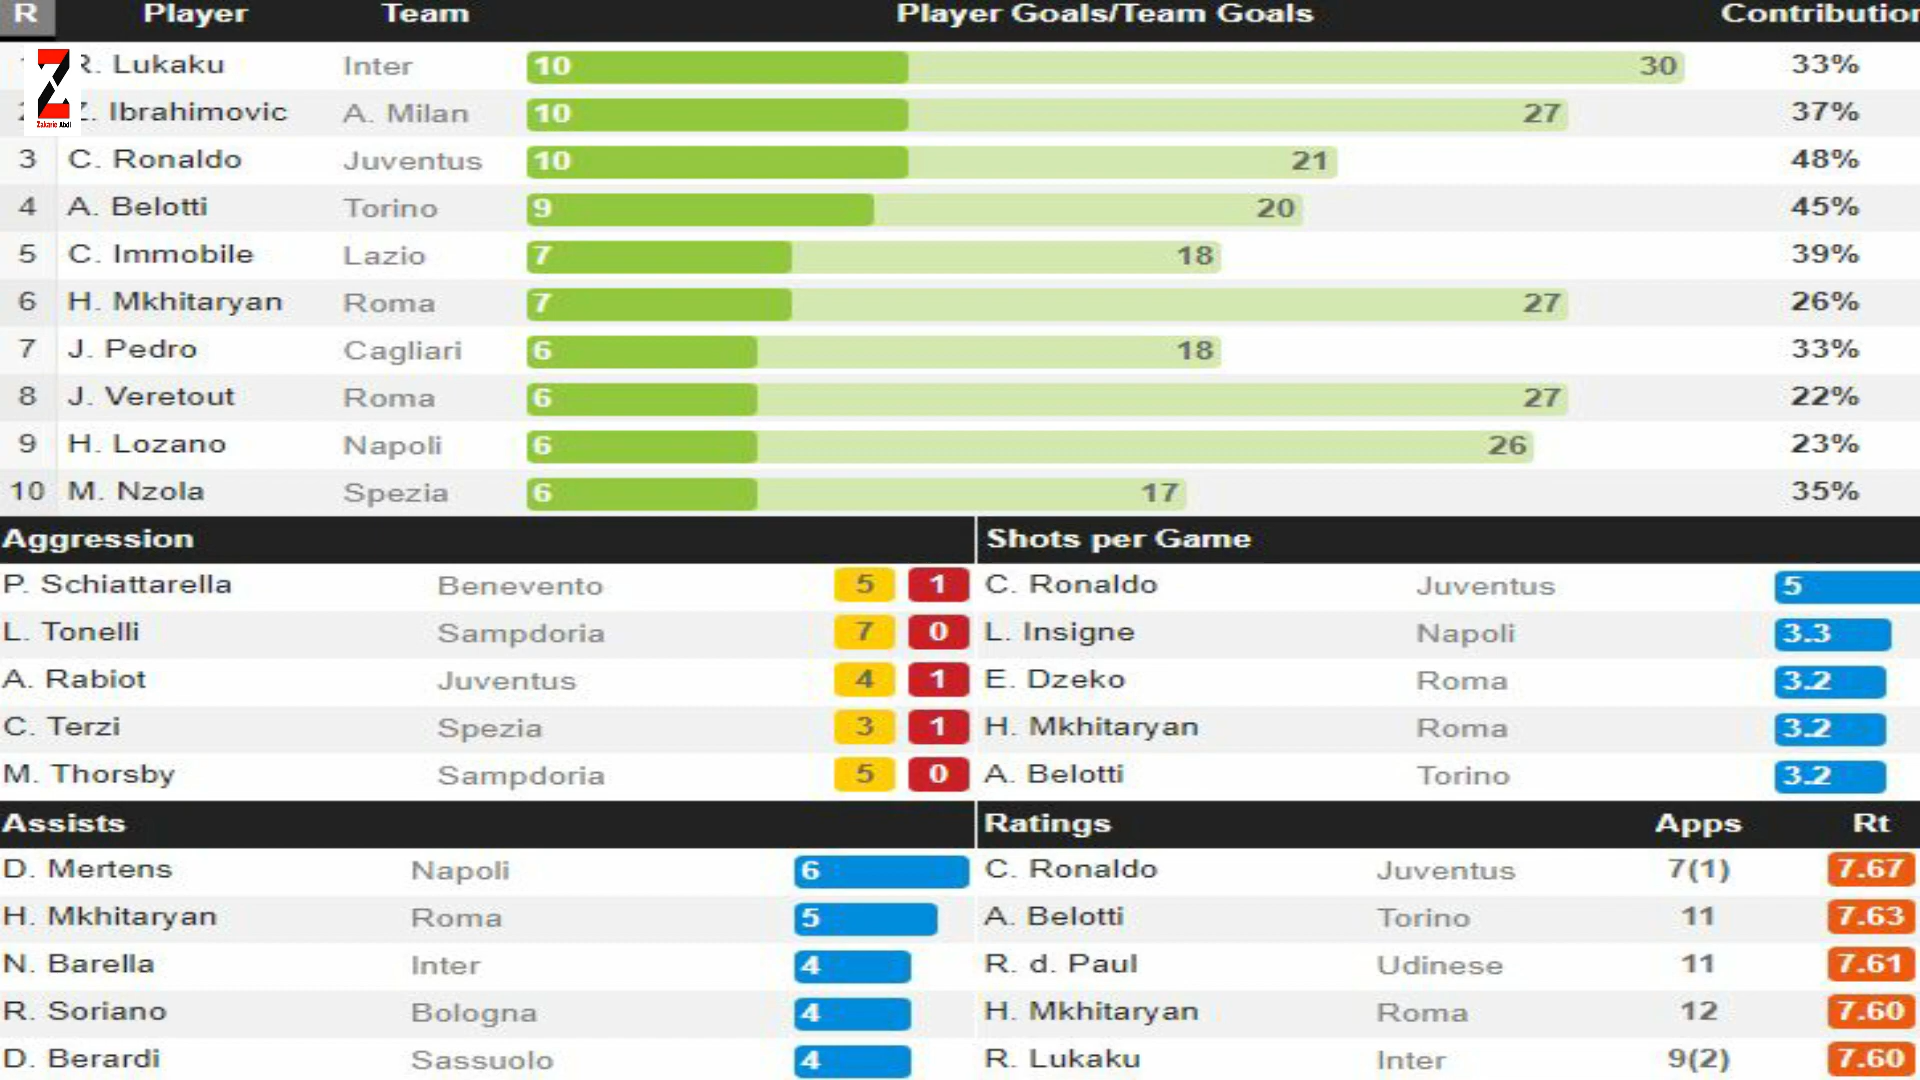 R Player Team Player Goals/Team Goals Contribution
R. Lukaku Inter 10 30 33%
Z. Ibrahimovic A. Milan 10 27 37%
Zakarie Abdi
3 C. Ronaldo Juventus 10 21 48%
4 A. Belotti Torino 9 20 45%
5 C. Immobile Lazio 7 18 39%
6 H. Mkhitaryan Roma 7 27 26%
7 J. Pedro Cagliari 6 18 33%
8 J. Veretout Roma 6 27 22%
9 H. Lozano Napoli 6 26 23%
10 M. Nzola Spezia 6 17 35%
Aggression
P. Schiattarella Benevento 5 1
L. Tonelli Sampdoria 7 0
A. Rabiot Juventus 4 1
C. Terzi Spezia 3 1
M. Thorsby Sampdoria 5 0
Shots per Game
C. Ronaldo Juventus 5
L. Insigne Napoli 3.3
E. Dzeko Roma 3.2
H. Mkhitaryan Roma 3.2
A. Belotti Torino 3.2
Assists
D. Mertens Napoli 6
H. Mkhitaryan Roma 5
N. Barella Inter 4
R. Soriano Bologna 4
D. Berardi Sassuolo 4
Ratings Apps Rt
C. Ronaldo Juventus 7(1) 7.67
A. Belotti Torino 11 7.63
R. d. Paul Udinese 11 7.61
H. Mkhitaryan Roma 12 7.60
R. Lukaku Inter 9(2) 7.60